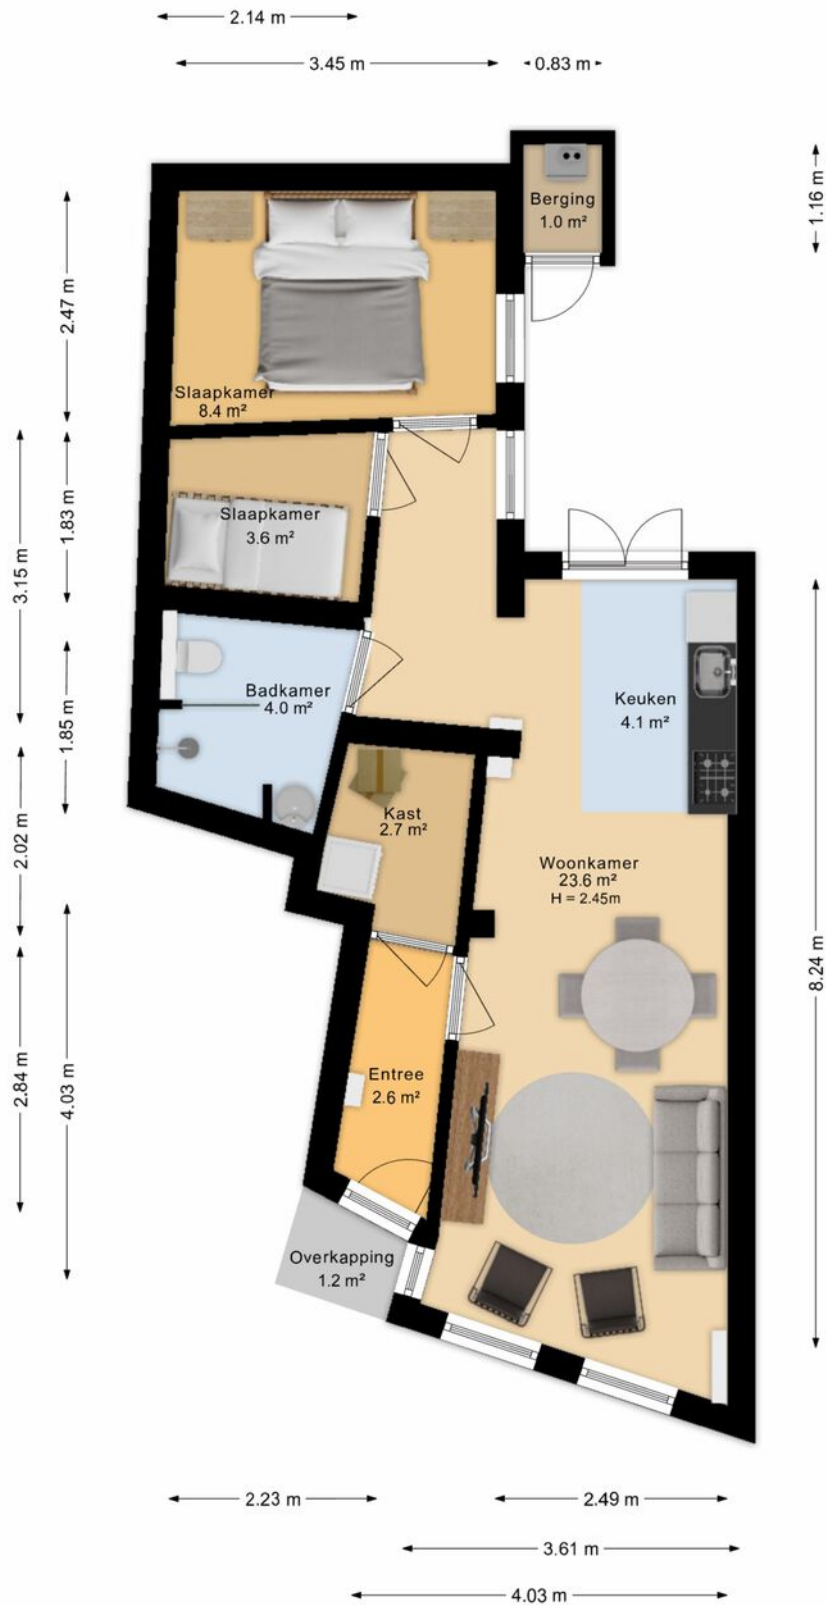 2.14 m
3.45 m
0.83 m
1.16 m
Berging
1.0 m²
2.47 m
Slaapkamer
8.4 m²
1.83 m
Slaapkamer
3.6 m²
3.15 m
Badkamer
4.0 m²
Keuken
4.1 m²
1.85 m
Kast
2.7 m²
2.02 m
Woonkamer
23.6 m²
H = 2.45m
8.24 m
2.84 m
4.03 m
Entree
2.6 m²
Overkapping
1.2 m²
2.23 m
2.49 m
3.61 m
4.03 m